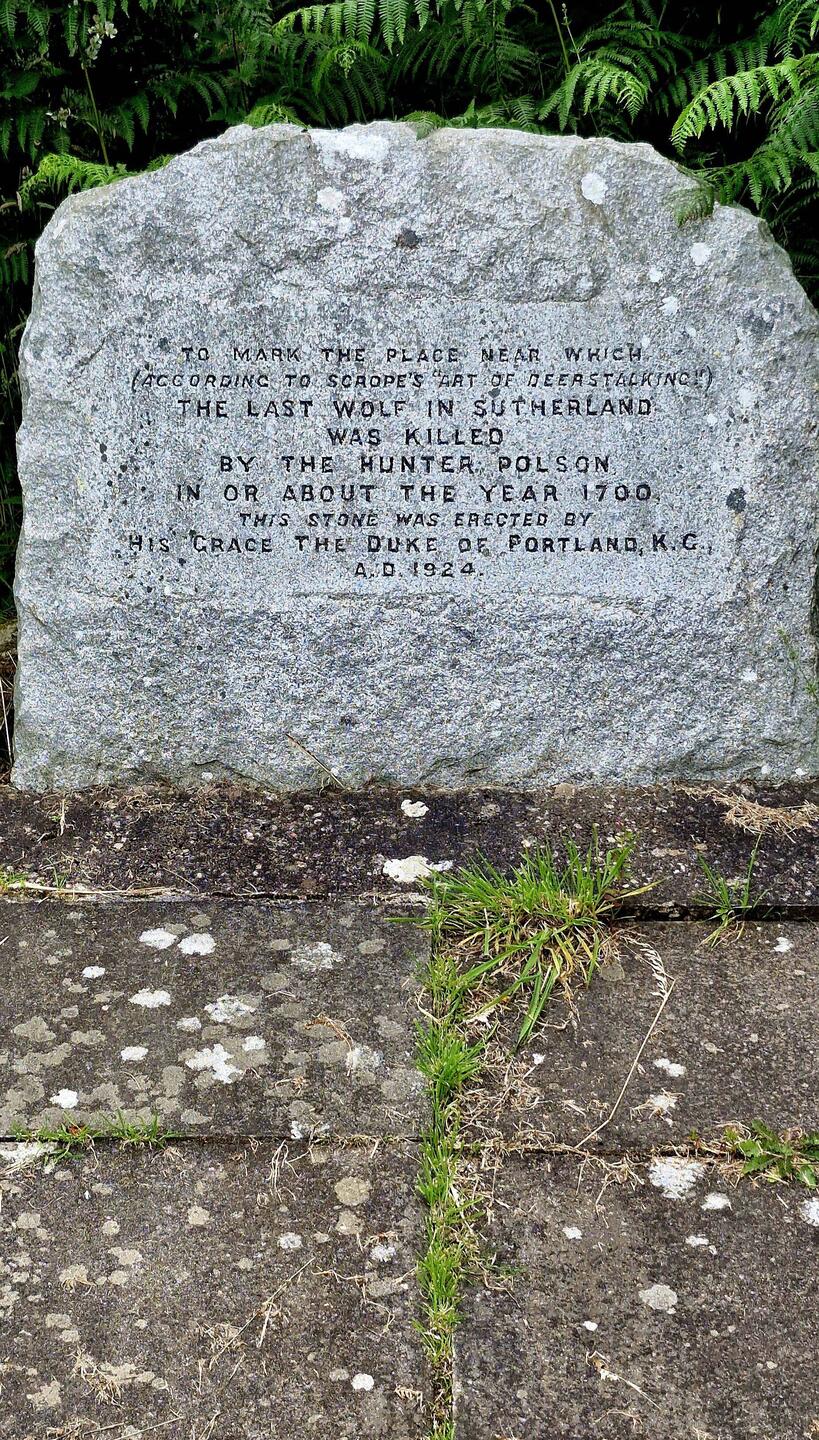 TO MARK THE PLACE NEAR WHICH
(ACCORDING TO SCROPE'S "ART OF DEERSTALKING.")
THE LAST WOLF IN SUTHERLAND
WAS KILLED
BY THE HUNTER, POLSON,
IN OR ABOUT THE YEAR 1700.
THIS STONE WAS ERECTED BY
HIS GRACE THE DUKE OF PORTLAND, K.G.,
A.D. 1924.